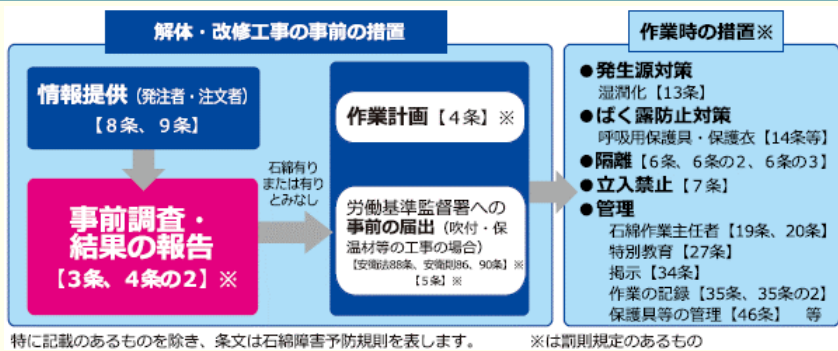 解体・改修工事の事前の措置
情報提供（発注者・注文者）
【８条、９条】
事前調査・
結果の報告
【３条、４条の２】※
石綿有り
または有り
とみなし
作業計画【４条】※
労働基準監督署への
事前の届出（吹付・保
温材等の工事の場合）
【安衛法88条、安衛則86、90条】※
【５条】※
作業時の措置※
●発生源対策
湿潤化【13条】
●ばく露防止対策
呼吸用保護具・保護衣【14条等】
●隔離【６条、６条の２、６条の３】
●立入禁止【７条】
●管理
石綿作業主任者【19条、20条】
特別教育【27条】
掲示【34条】
作業の記録【35条、35条の２】
保護具等の管理【46条】　等
特に記載のあるものを除き、条文は石綿障害予防規則を表します。
※は罰則規定のあるもの